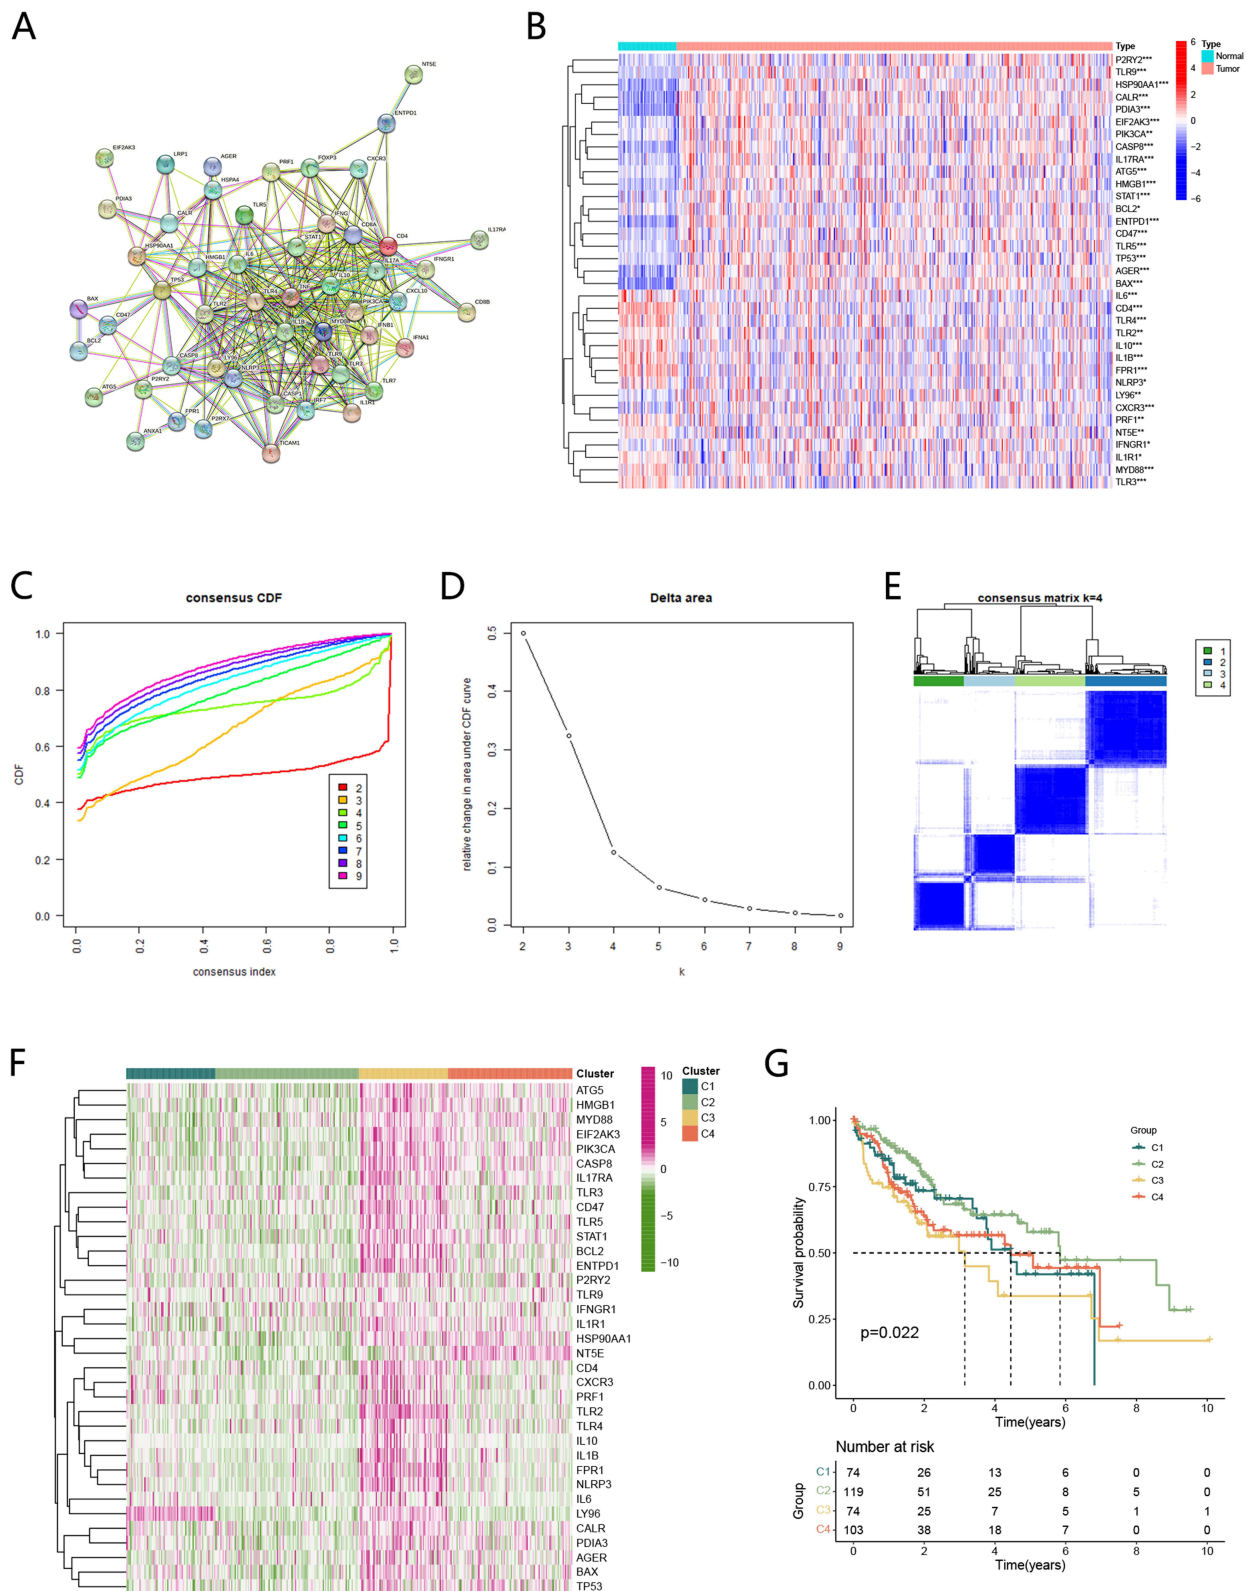 A
NT5E
ENTPD1
EIF2AK3
LRP1
AGER
HSPA4
PRF1
FOXP3
CXCR3
PDIA3
CALR
TLR5
IFNG
CD8A
STAT1
CD4
IL17RA
HSP90AA1
HMGB1
IL6
IL10
IL17A
IFNGR1
TP53
TLR4
TNF
PIK3CA
CXCL10
BAX
CD47
TLR2
IL1B
MYD88
IFNB1
CD8B
BCL2
CASP8
LY96
NLRP3
TLR9
TLR3
IFNA1
ATG5
P2RY2
CASP1
IRF7
TLR7
IL1R1
FPR1
P2RX7
ANXA1
TICAM1
B
Type
P2RY2***
TLR9***
HSP90AA1***
CALR***
PDIA3***
EIF2AK3***
PIK3CA**
CASP8***
IL17RA***
ATG5***
HMGB1***
STAT1***
BCL2*
ENTPD1***
CD47***
TLR5***
TP53***
AGER***
BAX***
IL6***
CD4***
TLR4***
TLR2**
IL10***
IL1B***
FPR1***
NLRP3*
LY96**
CXCR3***
PRF1**
NT5E**
IFNGR1*
IL1R1*
MYD88***
TLR3***
6
4
2
0
−2
−4
−6
Type
Normal
Tumor
C
consensus CDF
CDF
1.0
0.8
0.6
0.4
0.2
0.0
2
3
4
5
6
7
8
9
0.0 0.2 0.4 0.6 0.8 1.0
consensus index
D
Delta area
relative change in area under CDF curve
0.5
0.4
0.3
0.2
0.1
0.0
2 3 4 5 6 7 8 9
k
E
consensus matrix k=4
1
2
3
4
F
Cluster
ATG5
HMGB1
MYD88
EIF2AK3
PIK3CA
CASP8
IL17RA
TLR3
CD47
TLR5
STAT1
BCL2
ENTPD1
P2RY2
TLR9
IFNGR1
IL1R1
HSP90AA1
NT5E
CD4
CXCR3
PRF1
TLR2
TLR4
IL10
IL1B
FPR1
NLRP3
IL6
LY96
CALR
PDIA3
AGER
BAX
TP53
10
5
0
−5
−10
Cluster
C1
C2
C3
C4
G
Survival probability
1.00
0.75
0.50
0.25
0.00
p=0.022
Group
C1
C2
C3
C4
0 2 4 6 8 10
Time(years)
Number at risk
Group
C1 74 26 13 6 0 0
C2 119 51 25 8 5 0
C3 74 25 7 5 1 1
C4 103 38 18 7 0 0
0 2 4 6 8 10
Time(years)